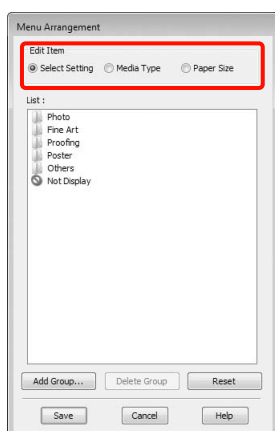 Menu Arrangement
Edit Item
Select Setting Media Type Paper Size
List :
Photo
Fine Art
Proofing
Poster
Others
Not Display
Add Group... Delete Group Reset
Save Cancel Help